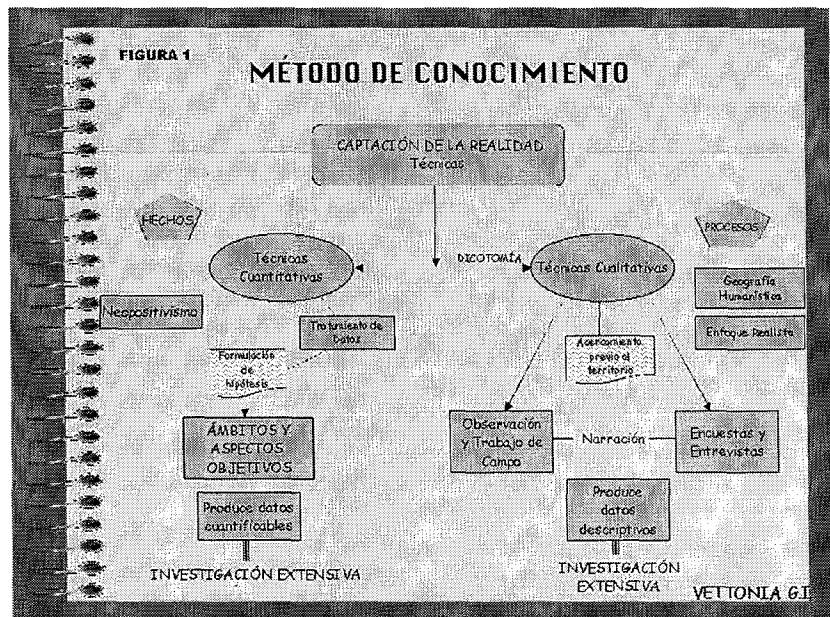 FIGURA 1
MÉTODO DE CONOCIMIENTO
CAPTACIÓN DE LA REALIDAD
Técnicas
HECHOS
PROCESOS
Técnicas
Cuantitativas
DICOTOMÍA
Técnicas Cualitativas
Geografía
Humanística
Neopositivismo
Tratamiento de
Datos
Enfoque Realista
Formulación
de
hipótesis
Acercamiento
previo al
territorio
ÁMBITOS Y
ASPECTOS
OBJETIVOS
Observación
y Trabajo de
Campo
Narración
Encuestas y
Entrevistas
Produce datos
cuantificables
Produce
datos
descriptivos
INVESTIGACIÓN EXTENSIVA
INVESTIGACIÓN
EXTENSIVA
VETTONIA G.I